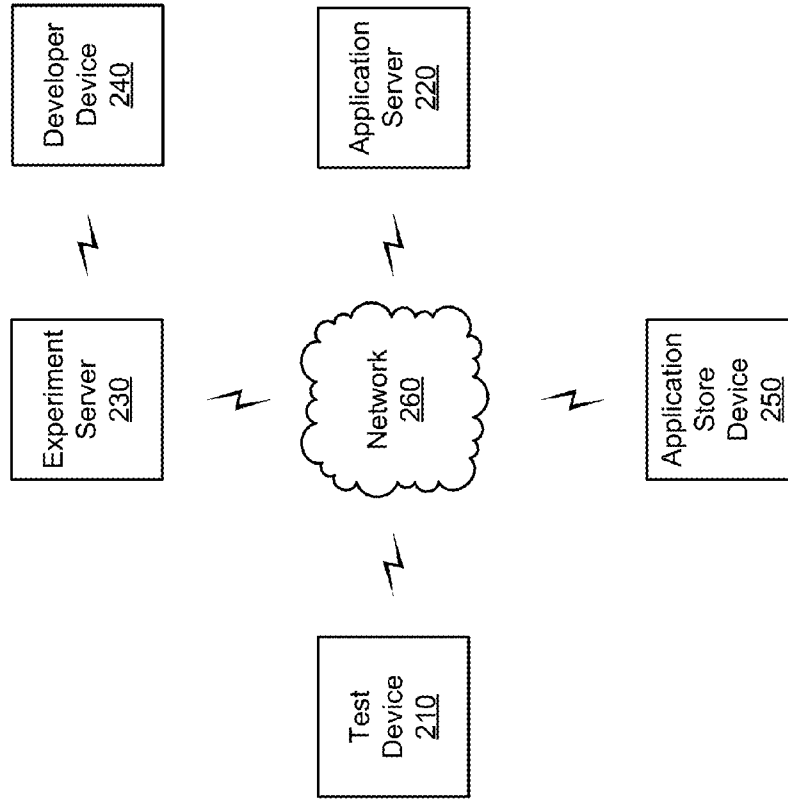 Experiment
Server
230
Developer
Device
240
Test
Device
210
Network
260
Application
Server
220
Application
Store
Device
250